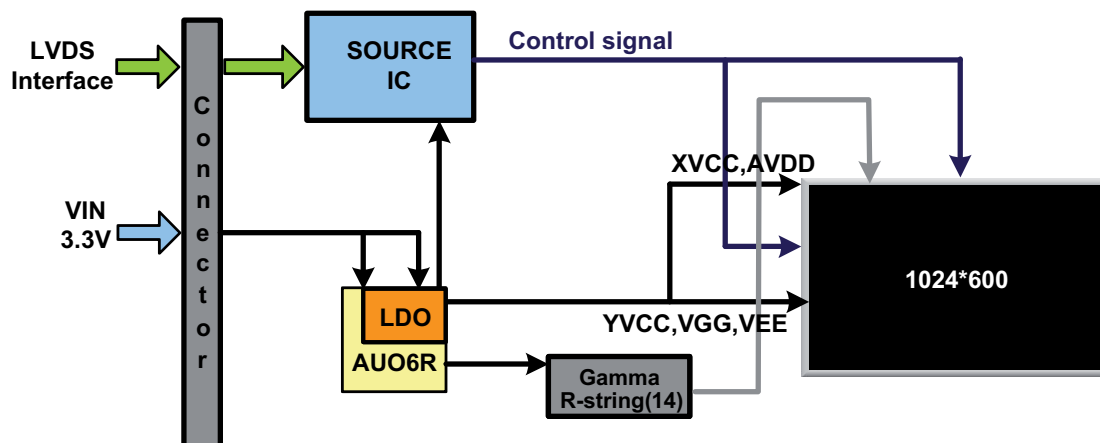 LVDS
Interface
Connector
SOURCE
IC
Control signal
XVCC,AVDD
VIN
3.3V
1024*600
LDO
YVCC,VGG,VEE
AUO6R
Gamma
R-string(14)